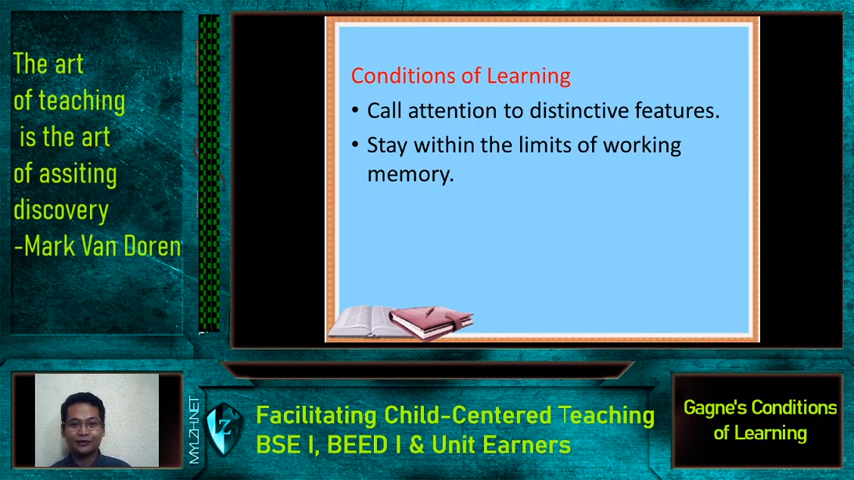 The art
of teaching
is the art
of assiting
discovery
-Mark Van Doren
Conditions of Learning
• Call attention to distinctive features.
• Stay within the limits of working
memory.
MYLZH.NET
Z
Facilitating Child-Centered Teaching
BSE I, BEED I & Unit Earners
Gagne's Conditions
of Learning